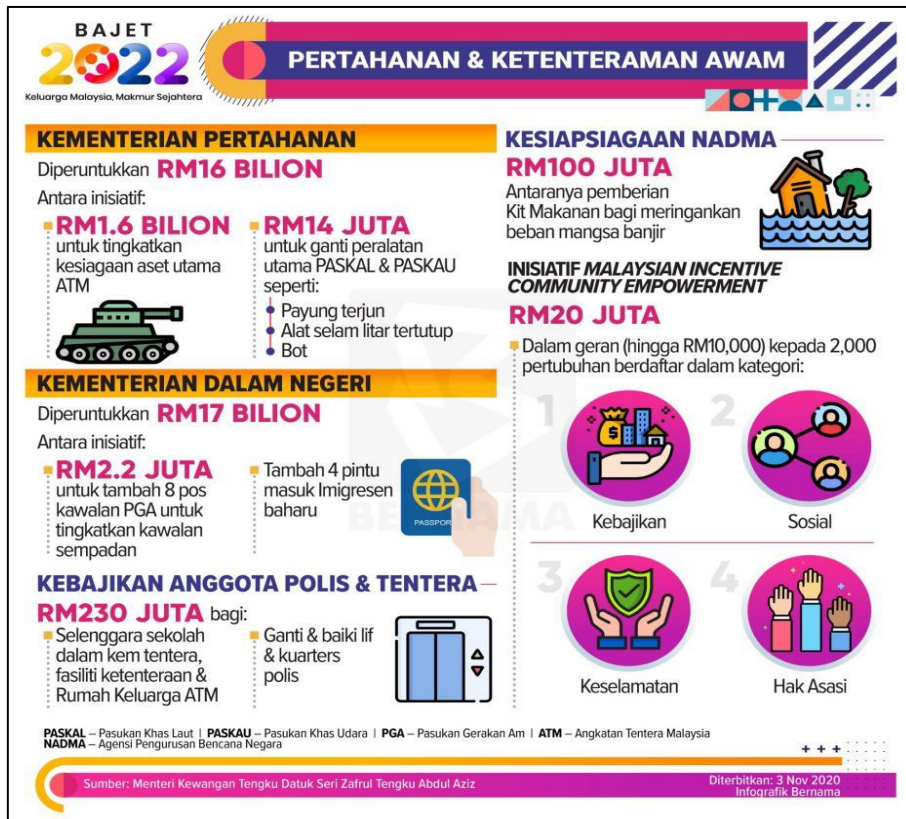 BAJET
2022
Keluarga Malaysia, Makmur Sejahtera
PERTAHANAN & KETENTERAMAN AWAM
KEMENTERIAN PERTAHANAN
Diperuntukkan RM16 BILION
Antara inisiatif:
RM1.6 BILION
untuk tingkatkan
kesiagaan aset utama
ATM
RM14 JUTA
untuk ganti peralatan
utama PASKAL & PASKAU
seperti:
Payung terjun
Alat selam litar tertutup
Bot
KEMENTERIAN DALAM NEGERI
Diperuntukkan RM17 BILION
Antara inisiatif:
RM2.2 JUTA
untuk tambah 8 pos
kawalan PGA untuk
tingkatkan kawalan
sempadan
Tambah 4 pintu
masuk Imigresen
baharu
PASSPOR
KEBAJIKAN ANGGOTA POLIS & TENTERA
RM230 JUTA bagi:
Selenggara sekolah
dalam kem tentera,
fasiliti ketenteraan &
Rumah Keluarga ATM
Ganti & baiki lif
& kuarters
polis
KESIAPSIAGAAN NADMA
RM100 JUTA
Antaranya pemberian
Kit Makanan bagi meringankan
beban mangsa banjir
INISIATIF MALAYSIAN INCENTIVE
COMMUNITY EMPOWERMENT
RM20 JUTA
Dalam geran (hingga RM10,000) kepada 2,000
pertubuhan berdaftar dalam kategori:
1
Kebajikan
2
Sosial
3
Keselamatan
4
Hak Asasi
BERNAMA
PASKAL – Pasukan Khas Laut | PASKAU – Pasukan Khas Udara | PGA – Pasukan Gerakan Am | ATM – Angkatan Tentera Malaysia
NADMA – Agensi Pengurusan Bencana Negara
Sumber: Menteri Kewangan Tengku Datuk Seri Zafrul Tengku Abdul Aziz
Diterbitkan: 3 Nov 2020
Infografik Bernama